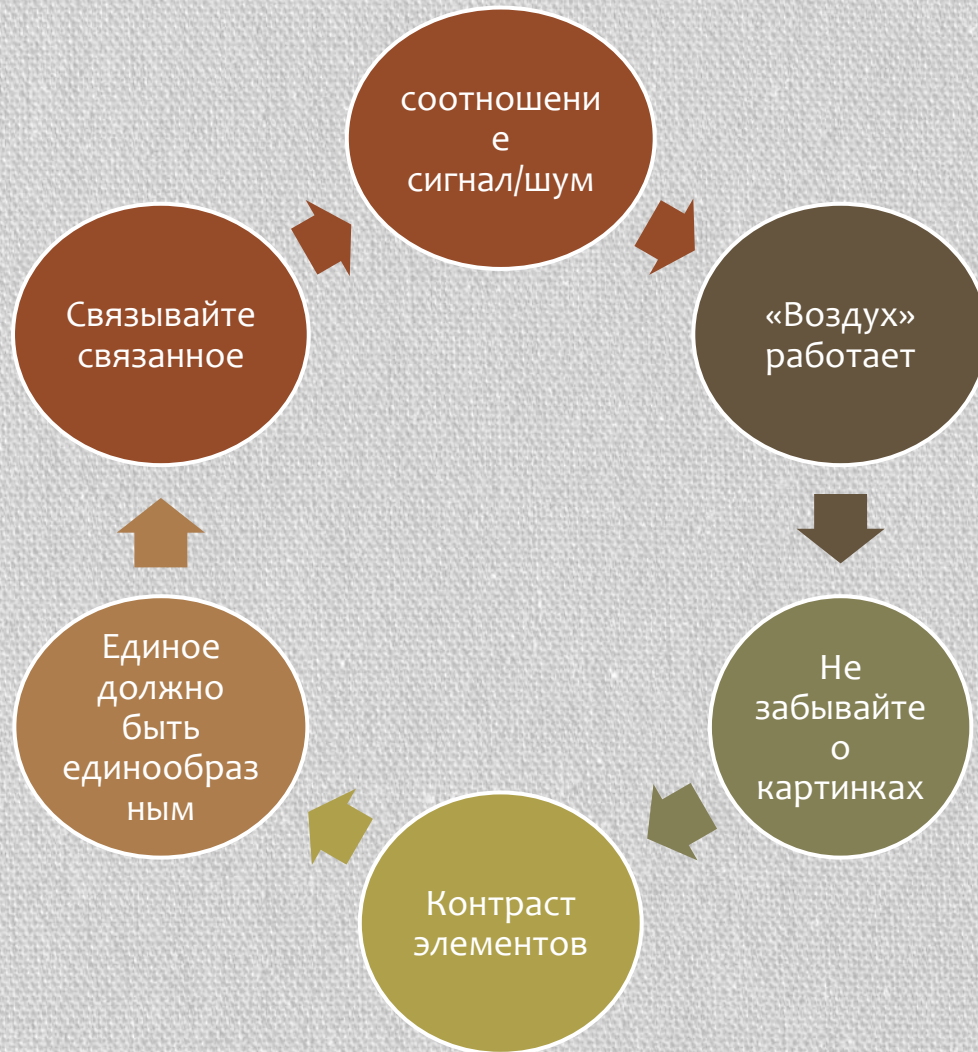 соотношени
е
сигнал/шум
«Воздух»
работает
Не
забывайте
о
картинках
Контраст
элементов
Единое
должно
быть
единообраз
ным
Связывайте
связанное